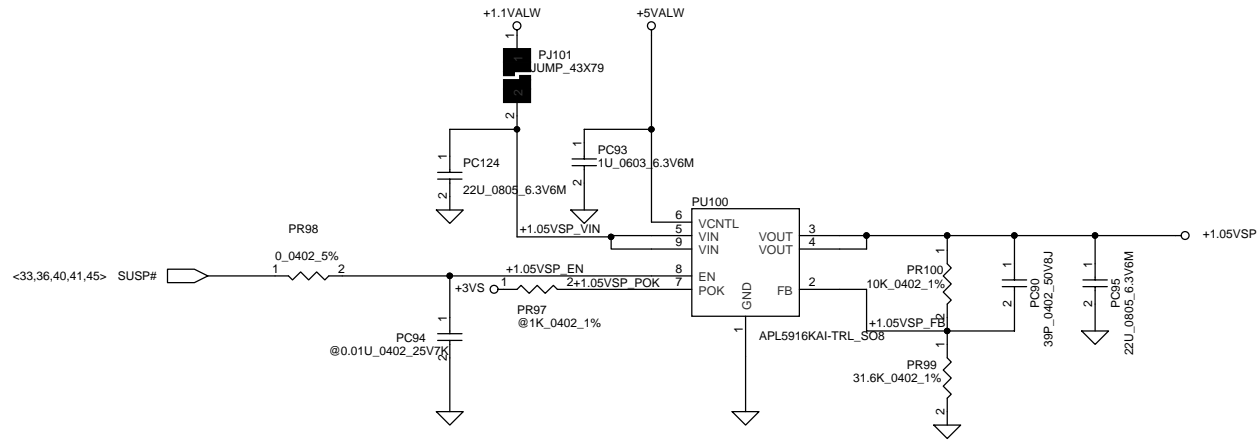 +1.1VALW
+5VALW
1
PJ101
JUMP_43X79
1
2
2
1
PC124
22U_0805_6.3V6M
2
1
PC93
1U_0603_6.3V6M
2
PU100
6 VCNTL
5 VIN
9 VIN
+1.05VSP_VIN
VOUT 3
VOUT 4
+1.05VSP
PR98
0_0402_5%
<33,36,40,41,45> SUSP#
1 2
+1.05VSP_EN
8 EN
+3VS
1 2
+1.05VSP_POK
7 POK
PR97
@1K_0402_1%
FB 2
GND
1
APL5916KAI-TRL_SO8
1
PC94
@0.01U_0402_25V7K
2
1
PR100
10K_0402_1%
2
+1.05VSP_FB
1
PC90
39P_0402_50V8J
2
1
PC95
22U_0805_6.3V6M
2
1
PR99
31.6K_0402_1%
2